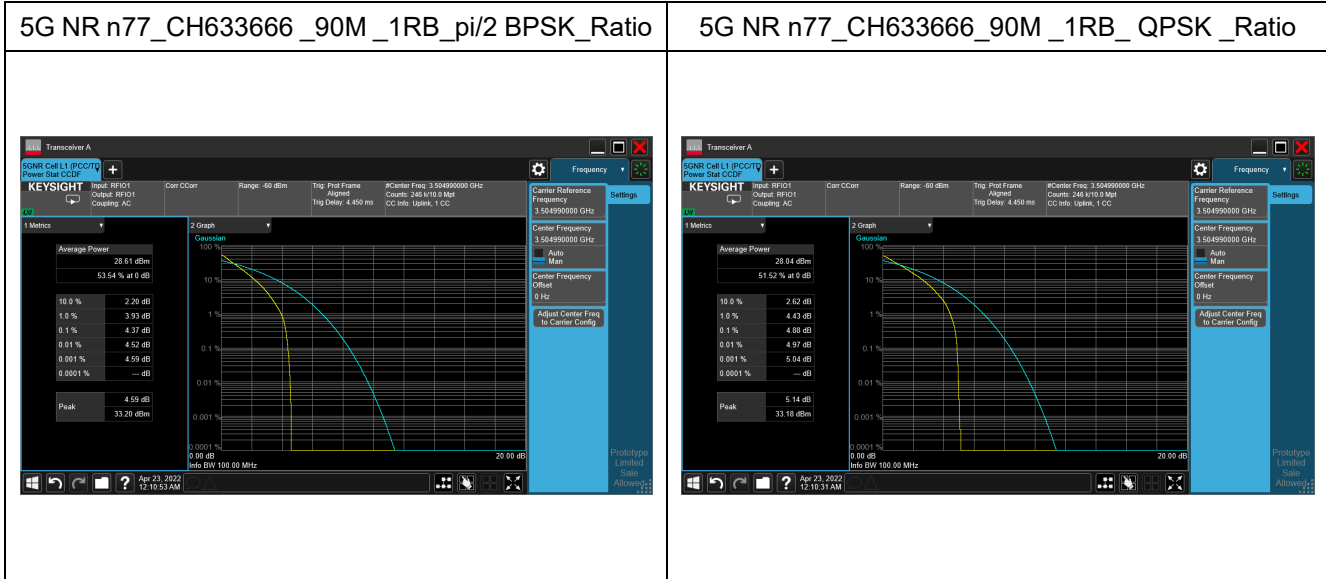 5G NR n77_CH633666 _90M _1RB_pi/2 BPSK_Ratio
Transceiver A
5GNR Cell L1 (PCC/TD
Power Stat CCDF
+
Frequency
KEYSIGHT
LV
Input: RFIO1
Output: RFIO1
Coupling: AC
Corr CCorr
Range: -60 dBm
Trig: Prot Frame
Aligned
Trig Delay: 4.450 ms
#Center Freq: 3.504990000 GHz
Counts: 246 k/10.0 Mpt
CC Info: Uplink, 1 CC
Carrier Reference
Frequency
3.504990000 GHz
Settings
Center Frequency
3.504990000 GHz
Auto
Man
Center Frequency
Offset
0 Hz
Adjust Center Freq
to Carrier Config
1 Metrics
Average Power
28.61 dBm
53.54 % at 0 dB
10.0 % 2.20 dB
1.0 % 3.93 dB
0.1 % 4.37 dB
0.01 % 4.52 dB
0.001 % 4.59 dB
0.0001 % --- dB
Peak
4.59 dB
33.20 dBm
2 Graph
Gaussian
100 %
10 %
1 %
0.1 %
0.01 %
0.001 %
0.0001 %
0.00 dB 20.00 dB
Info BW 100.00 MHz
Prototype
Limited
Sale
Allowed
?
Apr 23, 2022
12:10:53 AM
5G NR n77_CH633666_90M _1RB_ QPSK _Ratio
Transceiver A
5GNR Cell L1 (PCC/TD
Power Stat CCDF
+
Frequency
KEYSIGHT
LV
Input: RFIO1
Output: RFIO1
Coupling: AC
Corr CCorr
Range: -60 dBm
Trig: Prot Frame
Aligned
Trig Delay: 4.450 ms
#Center Freq: 3.504990000 GHz
Counts: 246 k/10.0 Mpt
CC Info: Uplink, 1 CC
Carrier Reference
Frequency
3.504990000 GHz
Settings
Center Frequency
3.504990000 GHz
Auto
Man
Center Frequency
Offset
0 Hz
Adjust Center Freq
to Carrier Config
1 Metrics
Average Power
28.04 dBm
51.52 % at 0 dB
10.0 % 2.62 dB
1.0 % 4.43 dB
0.1 % 4.88 dB
0.01 % 4.97 dB
0.001 % 5.04 dB
0.0001 % --- dB
Peak
5.14 dB
33.18 dBm
2 Graph
Gaussian
100 %
10 %
1 %
0.1 %
0.01 %
0.001 %
0.0001 %
0.00 dB 20.00 dB
Info BW 100.00 MHz
Prototype
Limited
Sale
Allowed
?
Apr 23, 2022
12:10:31 AM